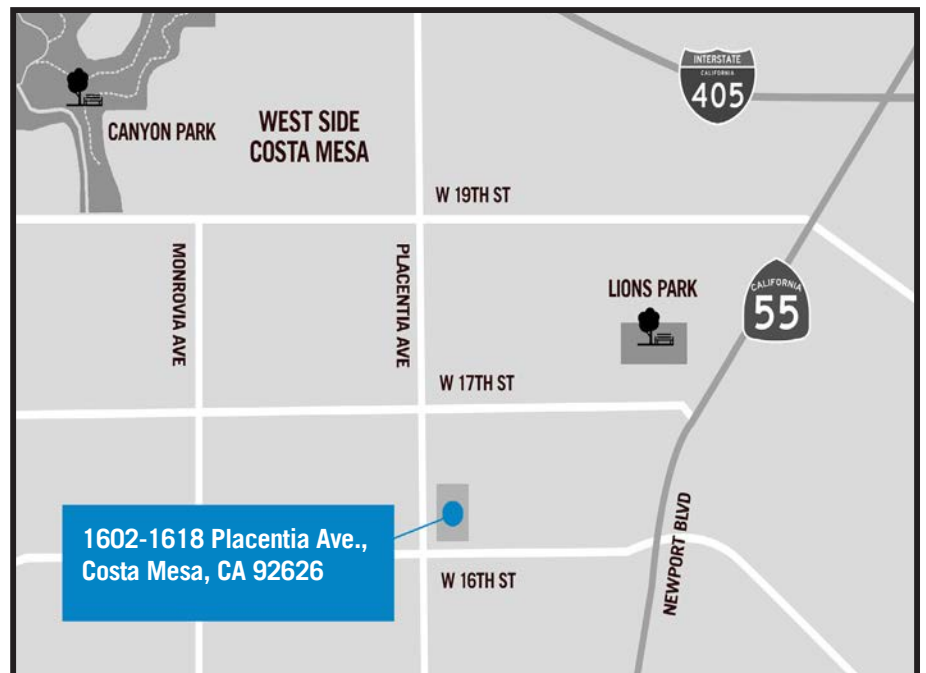 INTERSTATE
CALIFORNIA
405
CANYON PARK
WEST SIDE
COSTA MESA
W 19TH ST
MONROVIA AVE
PLACENTIA AVE
LIONS PARK
CALIFORNIA
55
W 17TH ST
1602-1618 Placentia Ave.,
Costa Mesa, CA 92626
W 16TH ST
NEWPORT BLVD